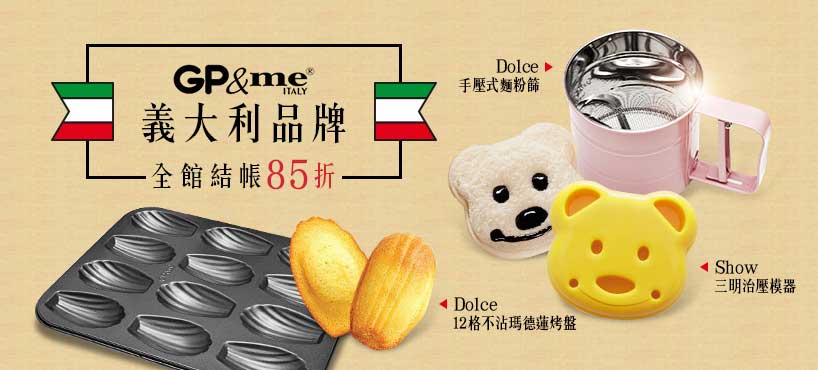 GP&me®
ITALY
義大利品牌
全館結帳85折
Dolce
手壓式麵粉篩
Show
三明治壓模器
Dolce
12格不沾瑪德蓮烤盤